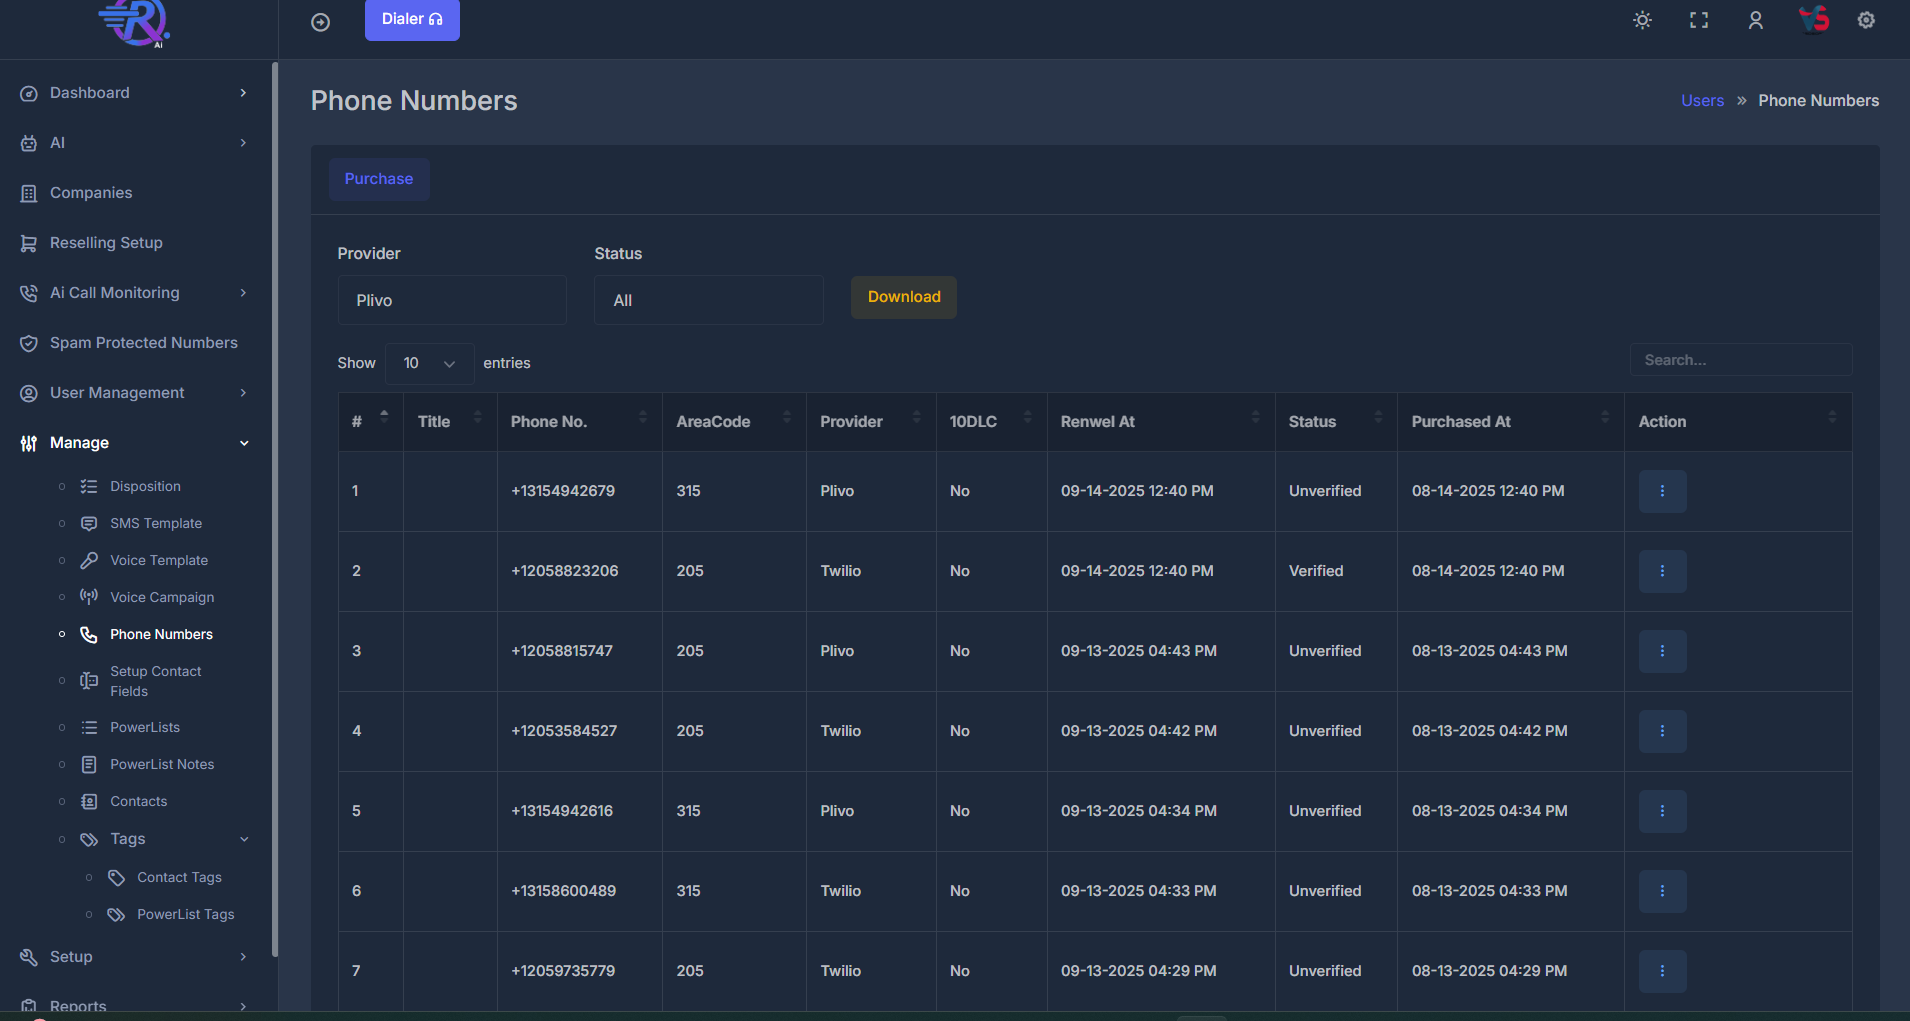 R
AI
Dialer
Dashboard
AI
Companies
Reselling Setup
Ai Call Monitoring
Spam Protected Numbers
User Management
Manage
Disposition
SMS Template
Voice Template
Voice Campaign
Phone Numbers
Setup Contact
Fields
PowerLists
PowerList Notes
Contacts
Tags
Contact Tags
PowerList Tags
Setup
Reports
VS
Phone Numbers
Users » Phone Numbers
Purchase
Provider Status
Plivo All Download
Show 10 entries Search...
# Title Phone No. AreaCode Provider 10DLC Renwel At Status Purchased At Action
1 +13154942679 315 Plivo No 09-14-2025 12:40 PM Unverified 08-14-2025 12:40 PM
2 +12058823206 205 Twilio No 09-14-2025 12:40 PM Verified 08-14-2025 12:40 PM
3 +12058815747 205 Plivo No 09-13-2025 04:43 PM Unverified 08-13-2025 04:43 PM
4 +12053584527 205 Twilio No 09-13-2025 04:42 PM Unverified 08-13-2025 04:42 PM
5 +13154942616 315 Plivo No 09-13-2025 04:34 PM Unverified 08-13-2025 04:34 PM
6 +13158600489 315 Twilio No 09-13-2025 04:33 PM Unverified 08-13-2025 04:33 PM
7 +12059735779 205 Twilio No 09-13-2025 04:29 PM Unverified 08-13-2025 04:29 PM